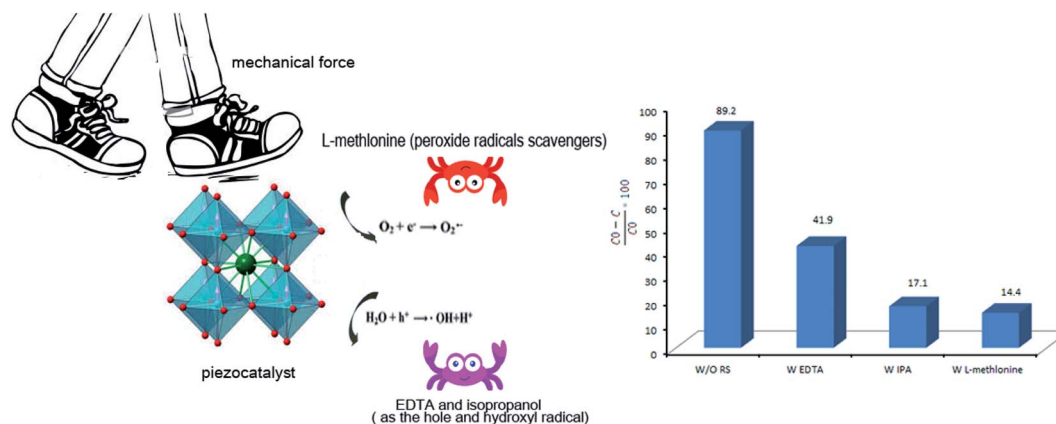 mechanical force
L-methlonine (peroxide radicals scavengers)
O₂ + e⁻ → O₂•⁻
H₂O + h⁺ → · OH+H⁺
piezocatalyst
EDTA and isopropanol
( as the hole and hydroxyl radical)
C0 − C
C0
* 100
100
90
80
70
60
50
40
30
20
10
0
89.2
41.9
17.1
14.4
W/O RS
W EDTA
W IPA
W L-methlonine